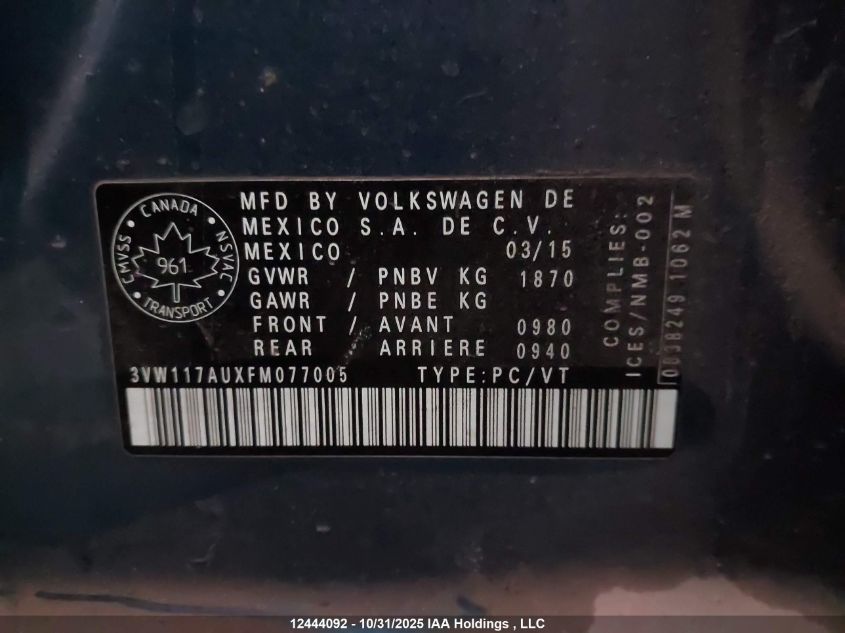 CANADA
CMVSS
961
NSVAC
TRANSPORT
MFD BY VOLKSWAGEN DE
MEXICO S.A. DE C.V.
MEXICO 03/15
GVWR / PNBV KG 1870
GAWR / PNBE KG
FRONT / AVANT 0980
REAR ARRIERE 0940
3VW117AUXFM077005 TYPE:PC/VT
COMPLIES:
ICES/NMB-002
1062 M
12444092 - 10/31/2025 IAA Holdings , LLC